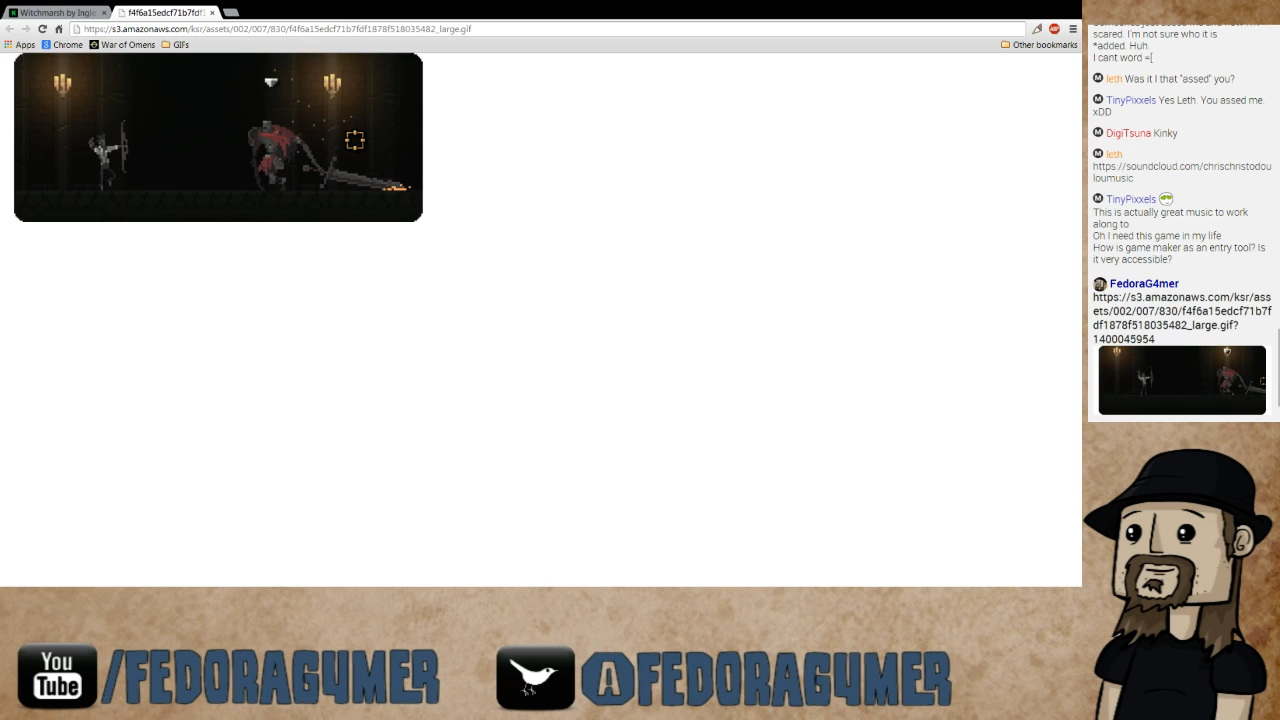 Witchmarsh by Ingle
f4f6a15edcf71b7fdf1
https://s3.amazonaws.com/ksr/assets/002/007/830/f4f6a15edcf71b7fdf1878f518035482_large.gif
Apps Chrome War of Omens GIFs Other bookmarks
scared. I'm not sure who it is
*added. Huh.
I cant word =[
leth Was it I that "assed" you?
TinyPixxels Yes Leth. You assed me.
xDD
DigiTsuna Kinky
leth
https://soundcloud.com/chrischristodou
loumusic
TinyPixxels
This is actually great music to work
along to
Oh I need this game in my life
How is game maker as an entry tool? Is
it very accessible?
FedoraG4mer
https://s3.amazonaws.com/ksr/ass
ets/002/007/830/f4f6a15edcf71b7f
df1878f518035482_large.gif?
1400045954
You
Tube
/FEDORAG4MER
@FEDORAG4MER